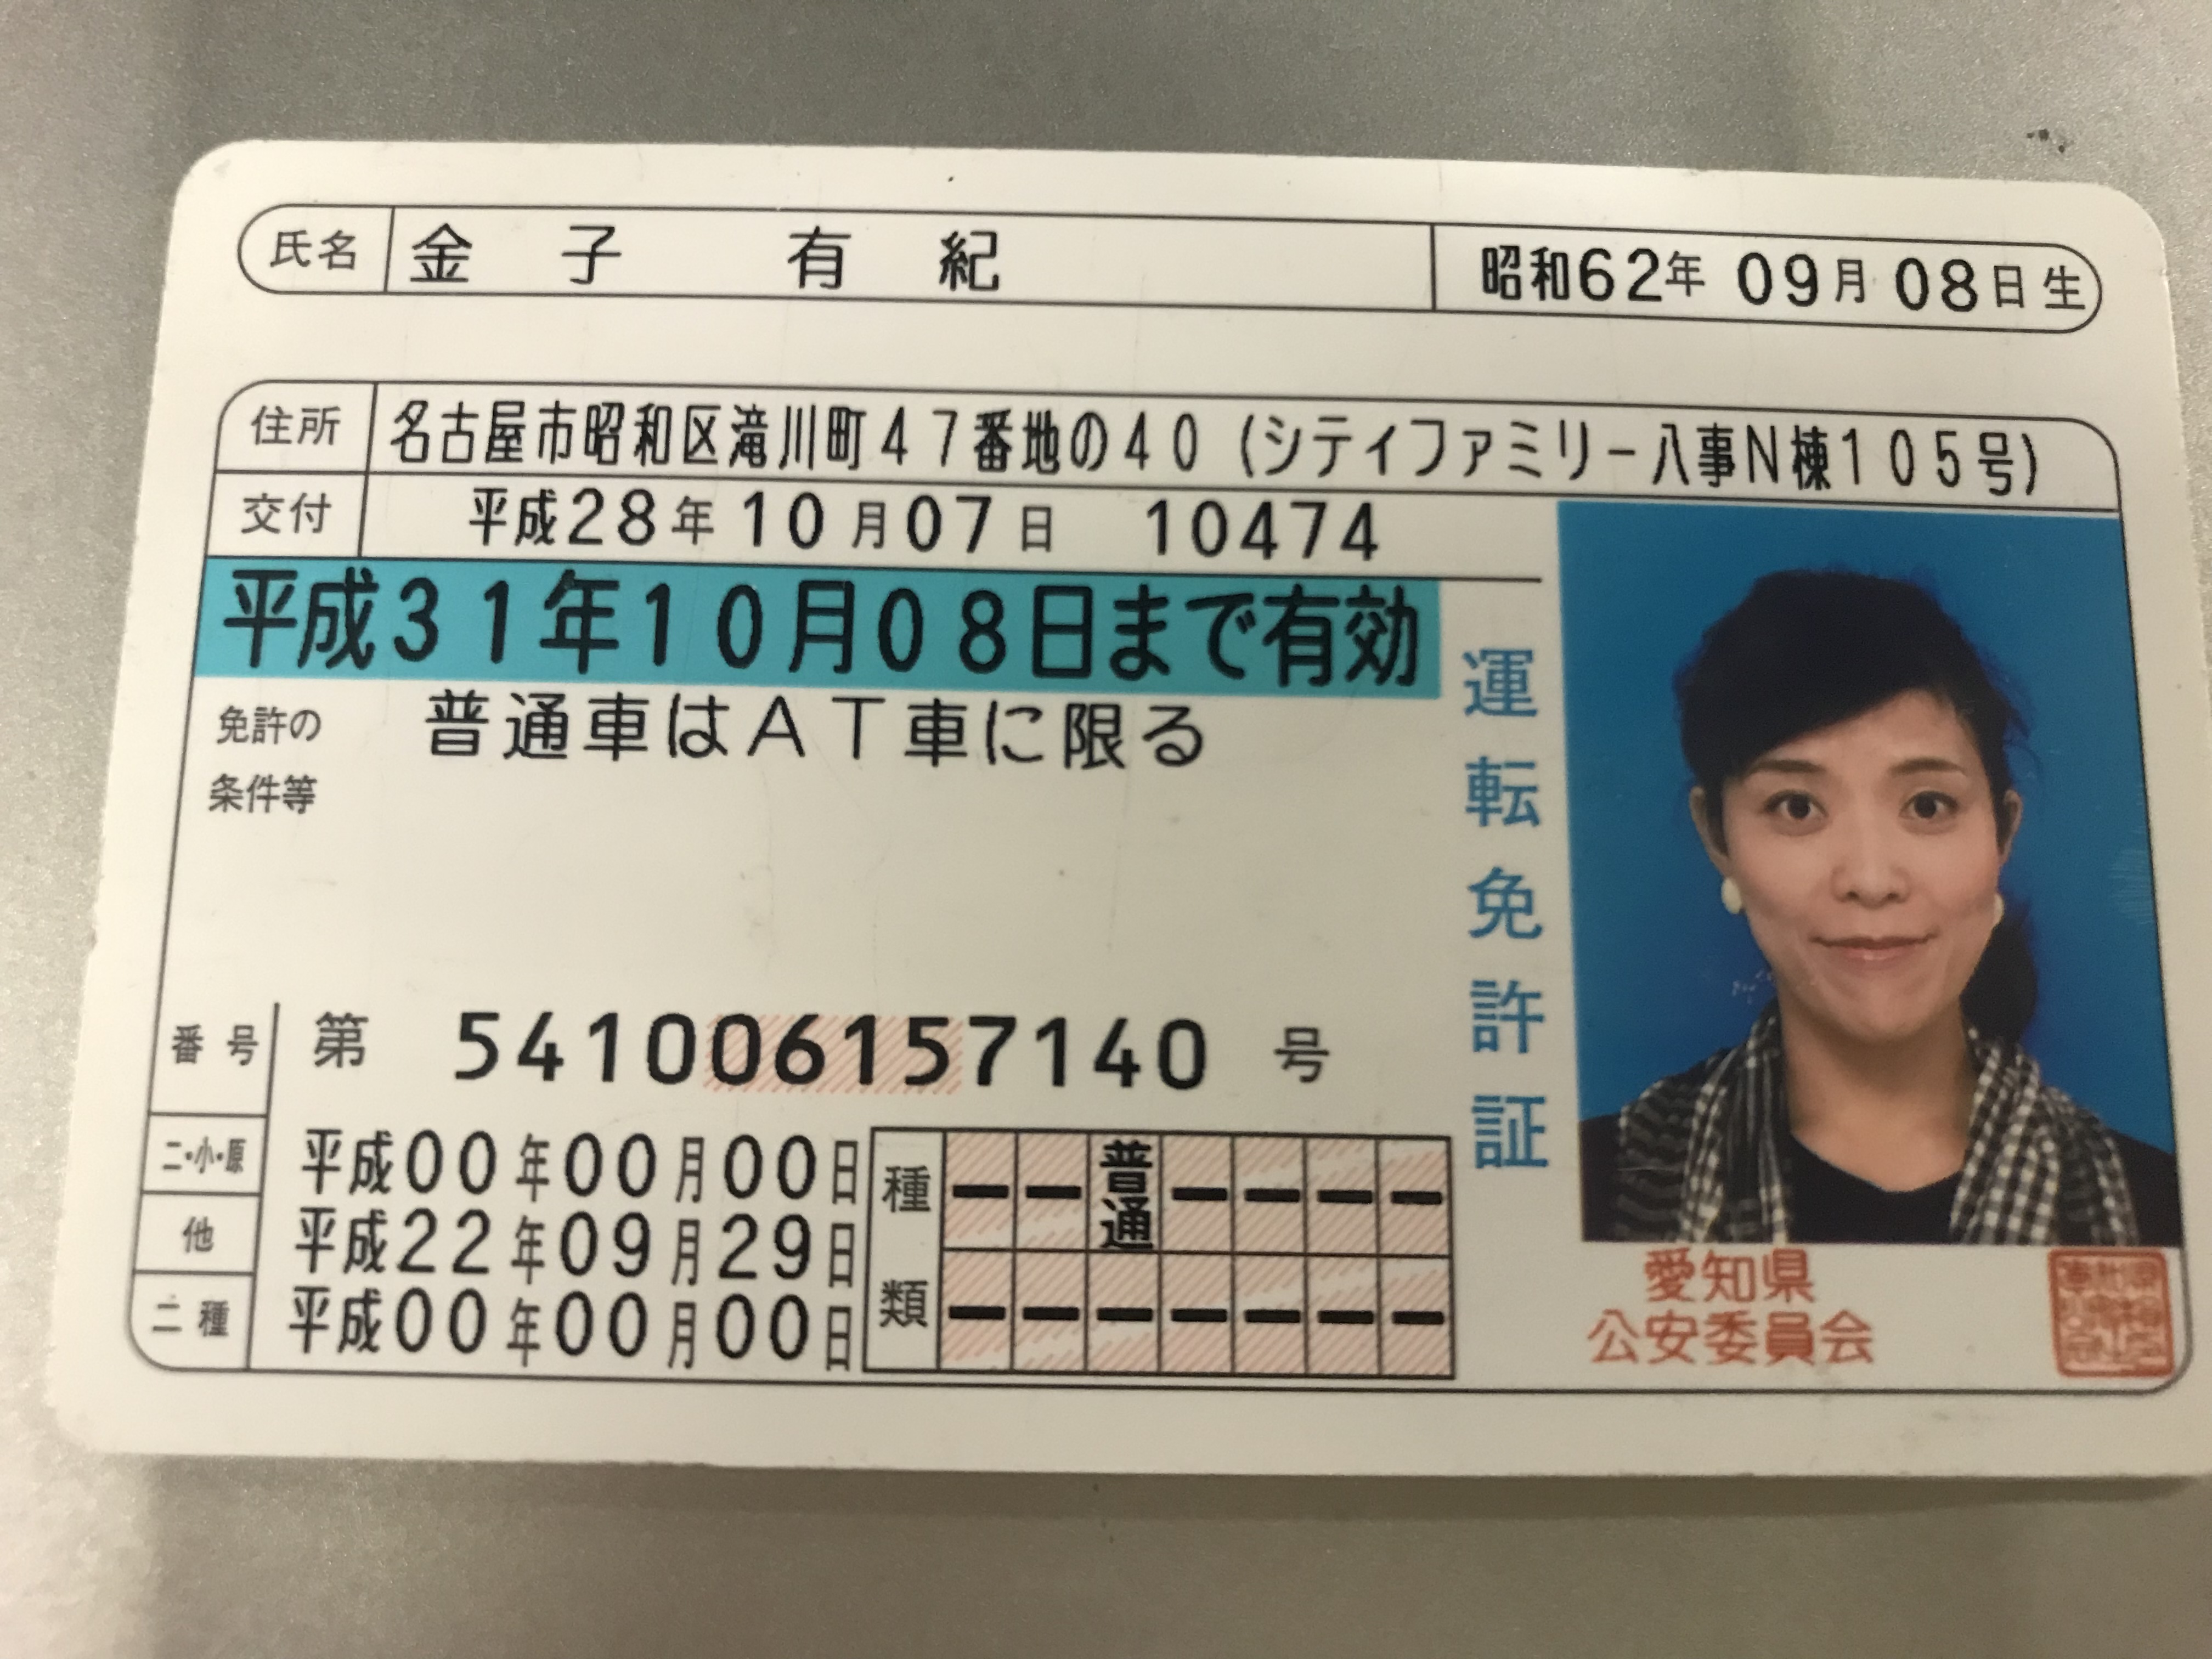 氏名 金子 有紀 昭和62年09月08日生
住所 名古屋市昭和区滝川町47番地の40(シティファミリー八事N棟105号)
交付 平成28年10月07日 10474
平成31年10月08日まで有効
免許の
条件等
普通車はAT車に限る
番号 第 541006157140 号
二・小・原 平成00年00月00日
他 平成22年09月29日
二種 平成00年00月00日
種類 普通
運転免許証
愛知県
公安委員会